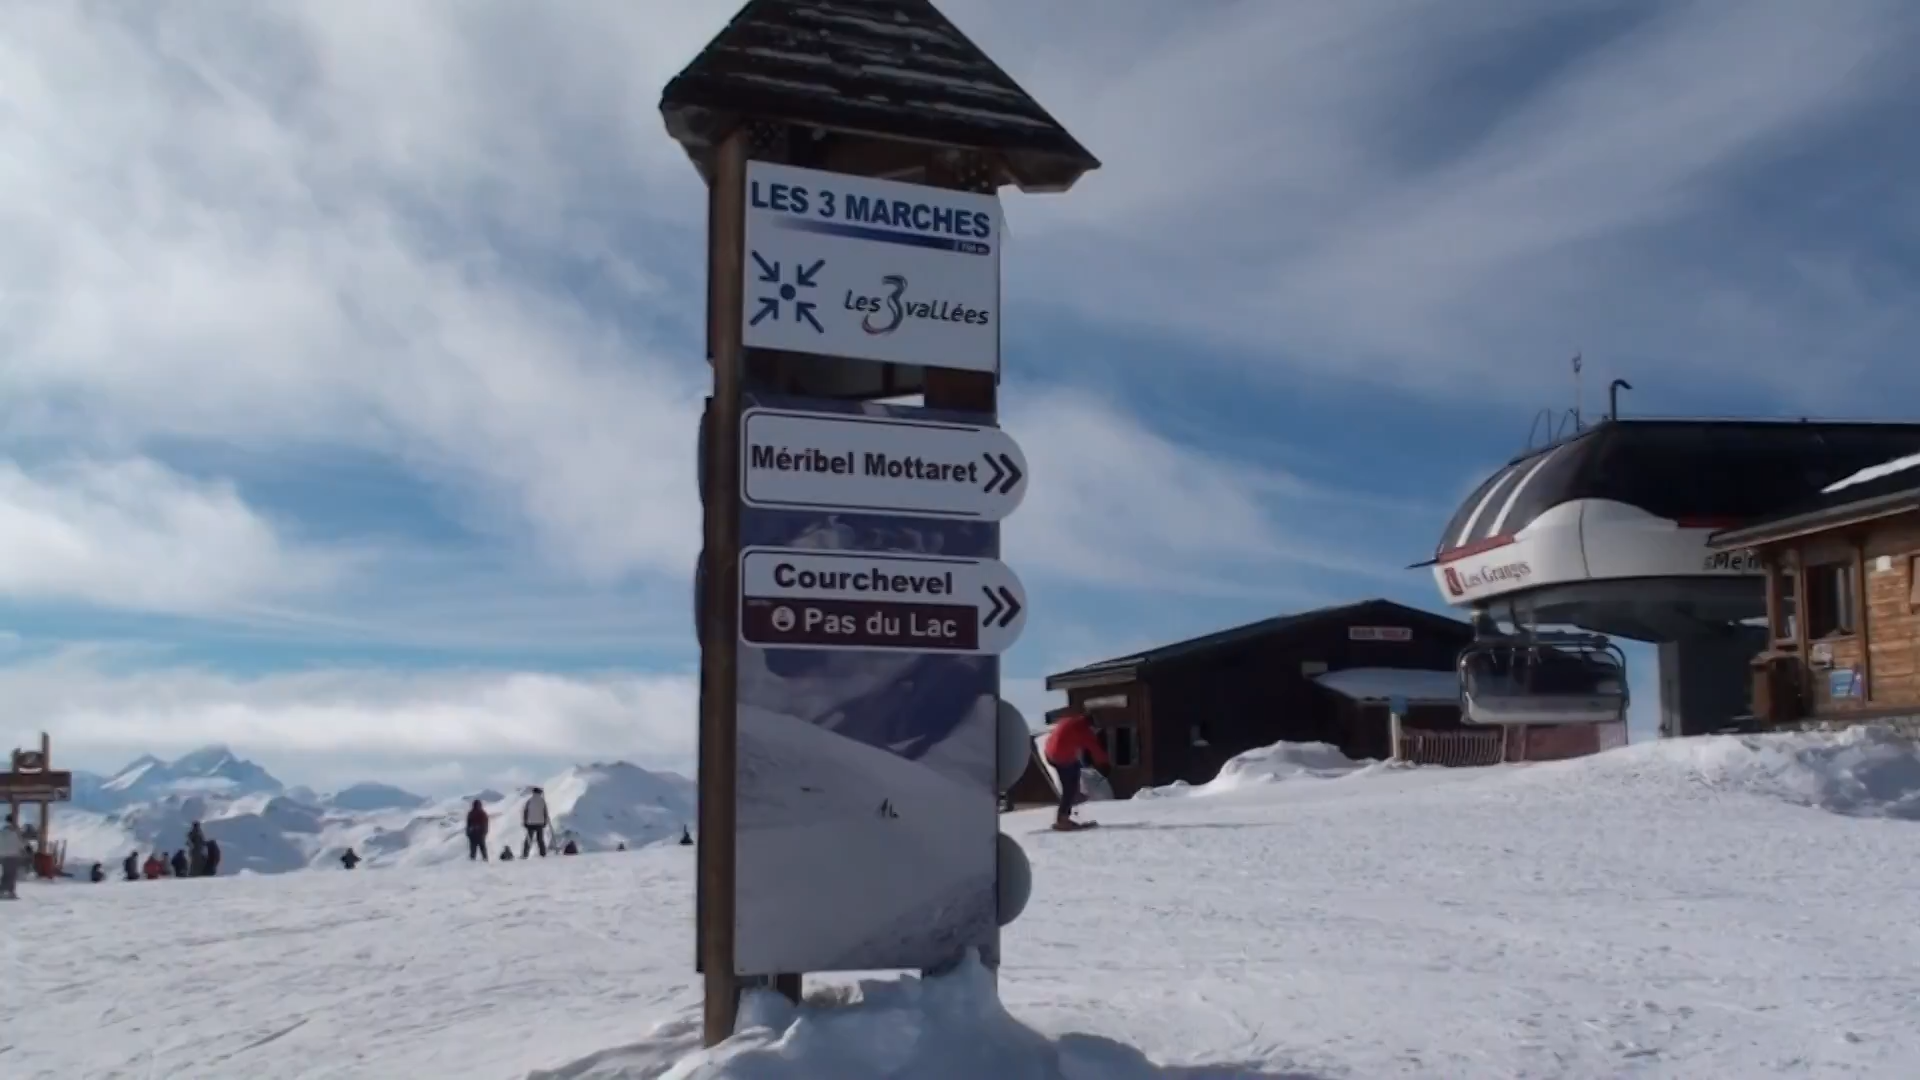 LES 3 MARCHES
Les 3 vallées
Méribel Mottaret
Courchevel
Pas du Lac
Les Granges